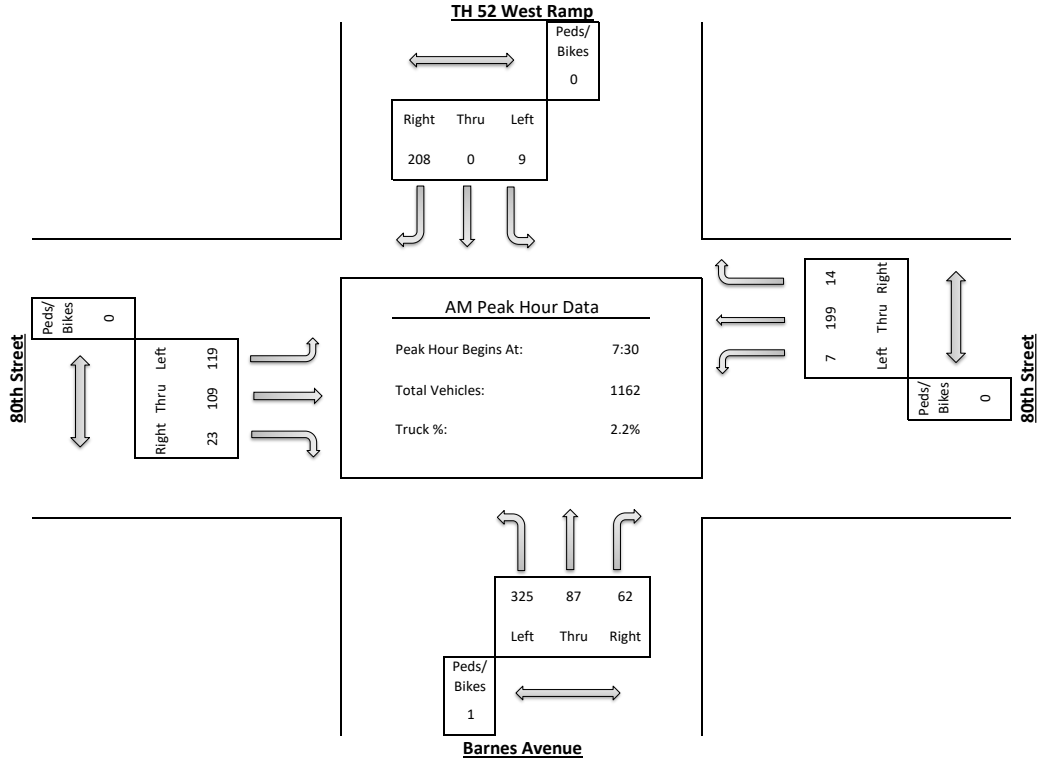 TH 52 West Ramp
Peds/
Bikes
0
Right Thru Left
208 0 9
80th Street
Peds/
Bikes
0
Left 119
Thru 109
Right 23
AM Peak Hour Data
Peak Hour Begins At: 7:30
Total Vehicles: 1162
Truck %: 2.2%
14 Right
199 Thru
7 Left
Peds/
Bikes
0
80th Street
325 87 62
Left Thru Right
Peds/
Bikes
1
Barnes Avenue